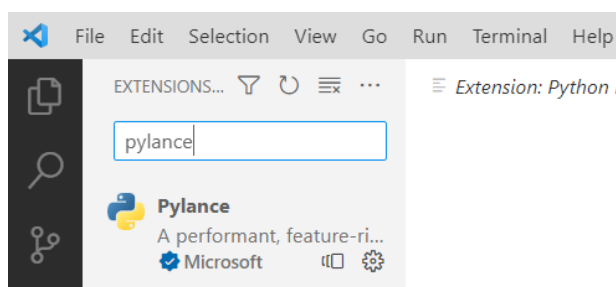 File Edit Selection View Go Run Terminal Help
EXTENSIONS...
Extension: Python
pylance
Pylance
A performant, feature-ri...
Microsoft